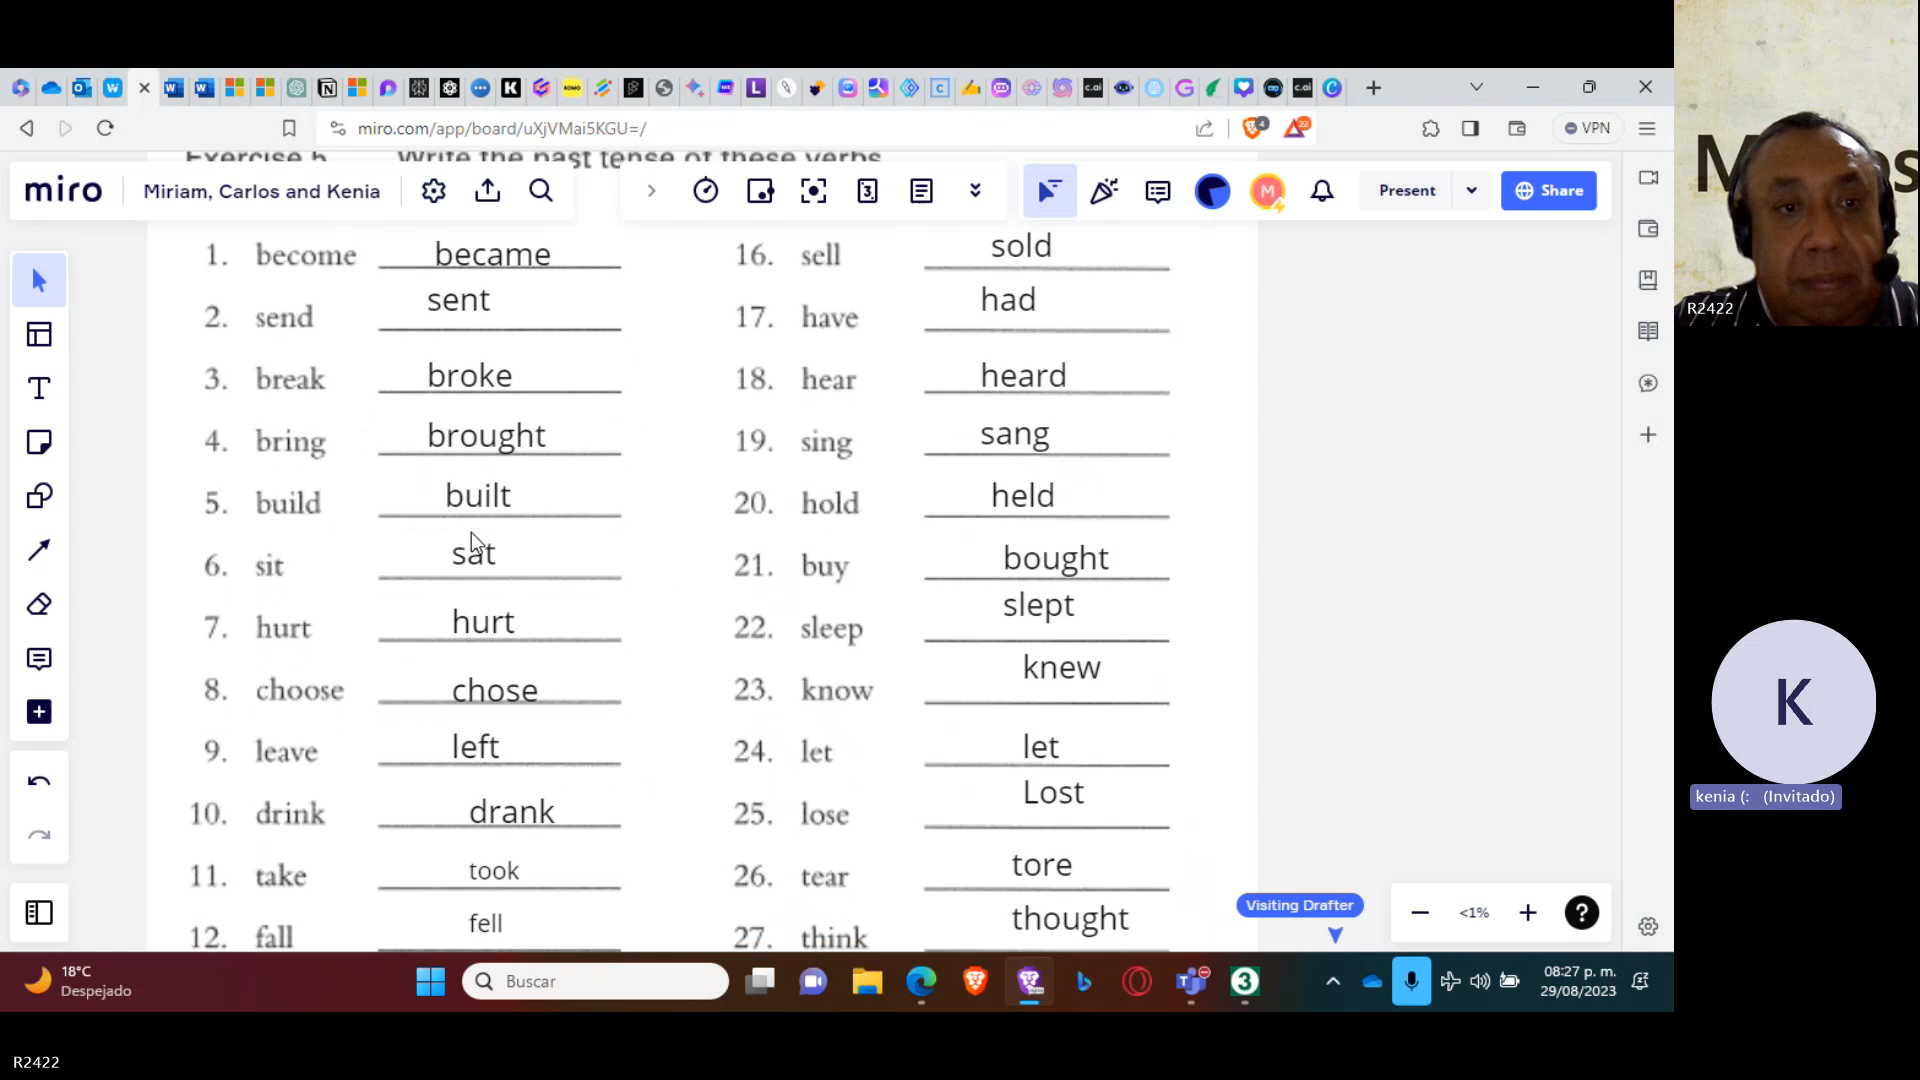 miro.com/app/board/uXjVMai5KGU=/
VPN
Exercise 5 Write the past tense of these verbs
miro
Miriam, Carlos and Kenia
Present
Share
1. become became
2. send sent
3. break broke
4. bring brought
5. build built
6. sit sat
7. hurt hurt
8. choose chose
9. leave left
10. drink drank
11. take took
12. fall fell
16. sell sold
17. have had
18. hear heard
19. sing sang
20. hold held
21. buy bought
22. sleep slept
23. know knew
24. let let
25. lose Lost
26. tear tore
27. think thought
Visiting Drafter
<1%
18°C
Despejado
Buscar
08:27 p. m.
29/08/2023
R2422
K
kenia (: (Invitado)
R2422